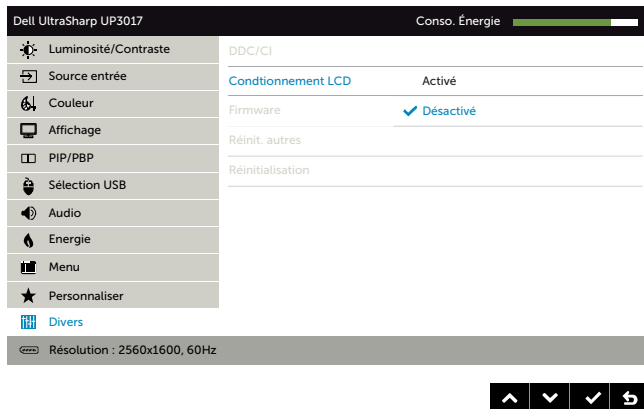 Dell UltraSharp UP3017 Conso. Énergie
Luminosité/Contraste DDC/CI
Source entrée Condtionnement LCD Activé
Couleur Firmware Désactivé
Affichage Réinit. autres
PIP/PBP Réinitialisation
Sélection USB
Audio
Energie
Menu
Personnaliser
Divers
Résolution : 2560x1600, 60Hz